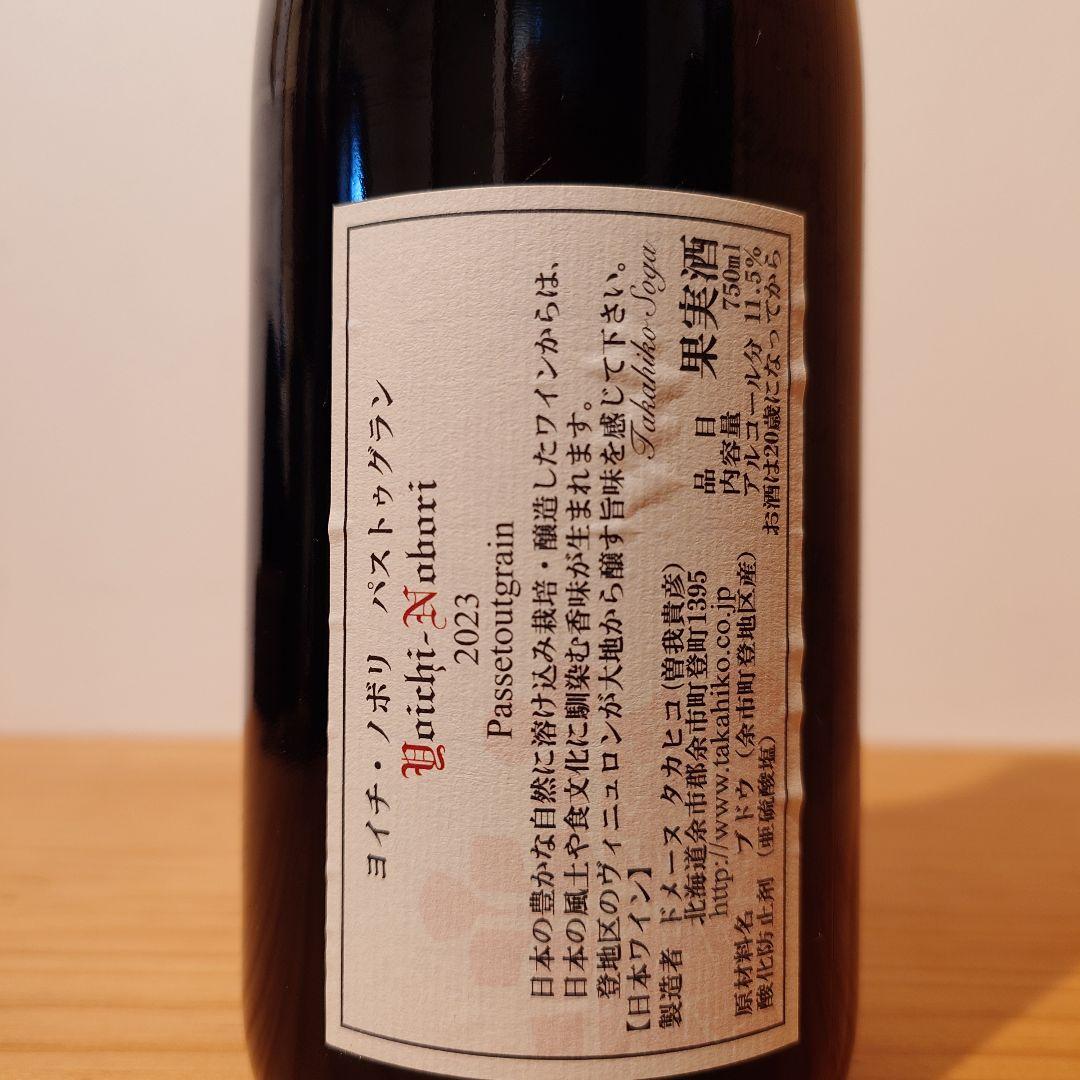 ヨイチ・ノボリ パストゥグラン
Yoichi-Nobori
2023
Passetoutgrain
日本の豊かな自然に溶け込み栽培・醸造したワインからは、
日本の風土や食文化に馴染む香味が生まれます。
登地区のヴィニュロンが大地から醸す旨味を感じて下さい。
【日本ワイン】
Takahiko Soga
製造者 ドメーヌ タカヒコ(曽我貴彦)
北海道余市郡余市町登町1395
http://www.takahiko.co.jp
原材料名 ブドウ (余市町登地区産)
酸化防止剤 (亜硫酸塩)
品目 果実酒
内容量 750ml
アルコール分 11.5%
お酒は20歳になってから